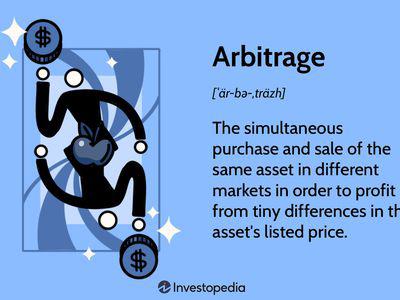 Arbitrage
['är-bə-ˌträzh]
The simultaneous
purchase and sale of the
same asset in different
markets in order to profit
from tiny differences in th
asset's listed price.
Investopedia
$
$